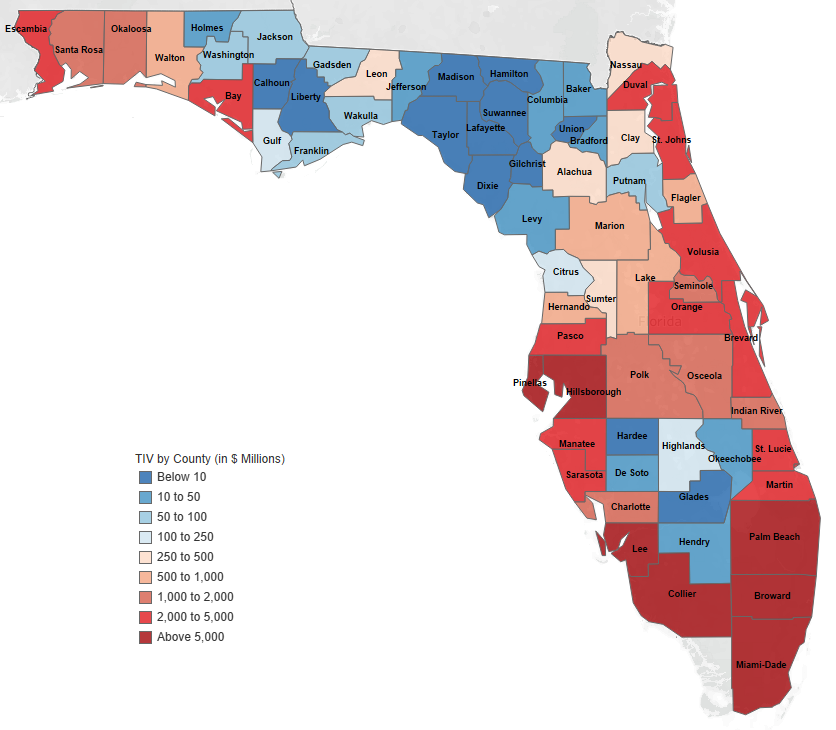 Escambia
Santa Rosa
Okaloosa
Walton
Holmes
Washington
Jackson
Bay
Calhoun
Gulf
Liberty
Gadsden
Franklin
Wakulla
Leon
Jefferson
Madison
Taylor
Hamilton
Suwannee
Lafayette
Dixie
Columbia
Gilchrist
Baker
Union
Bradford
Nassau
Duval
Clay
St. Johns
Alachua
Putnam
Flagler
Levy
Marion
Volusia
Citrus
Sumter
Lake
Seminole
Hernando
Orange
Florida
Pasco
Brevard
Pinellas
Hillsborough
Polk
Osceola
Indian River
Manatee
Hardee
Highlands
Okeechobee
St. Lucie
Sarasota
De Soto
Martin
Charlotte
Glades
Lee
Hendry
Palm Beach
Collier
Broward
Miami-Dade
TIV by County (in $ Millions)
Below 10
10 to 50
50 to 100
100 to 250
250 to 500
500 to 1,000
1,000 to 2,000
2,000 to 5,000
Above 5,000